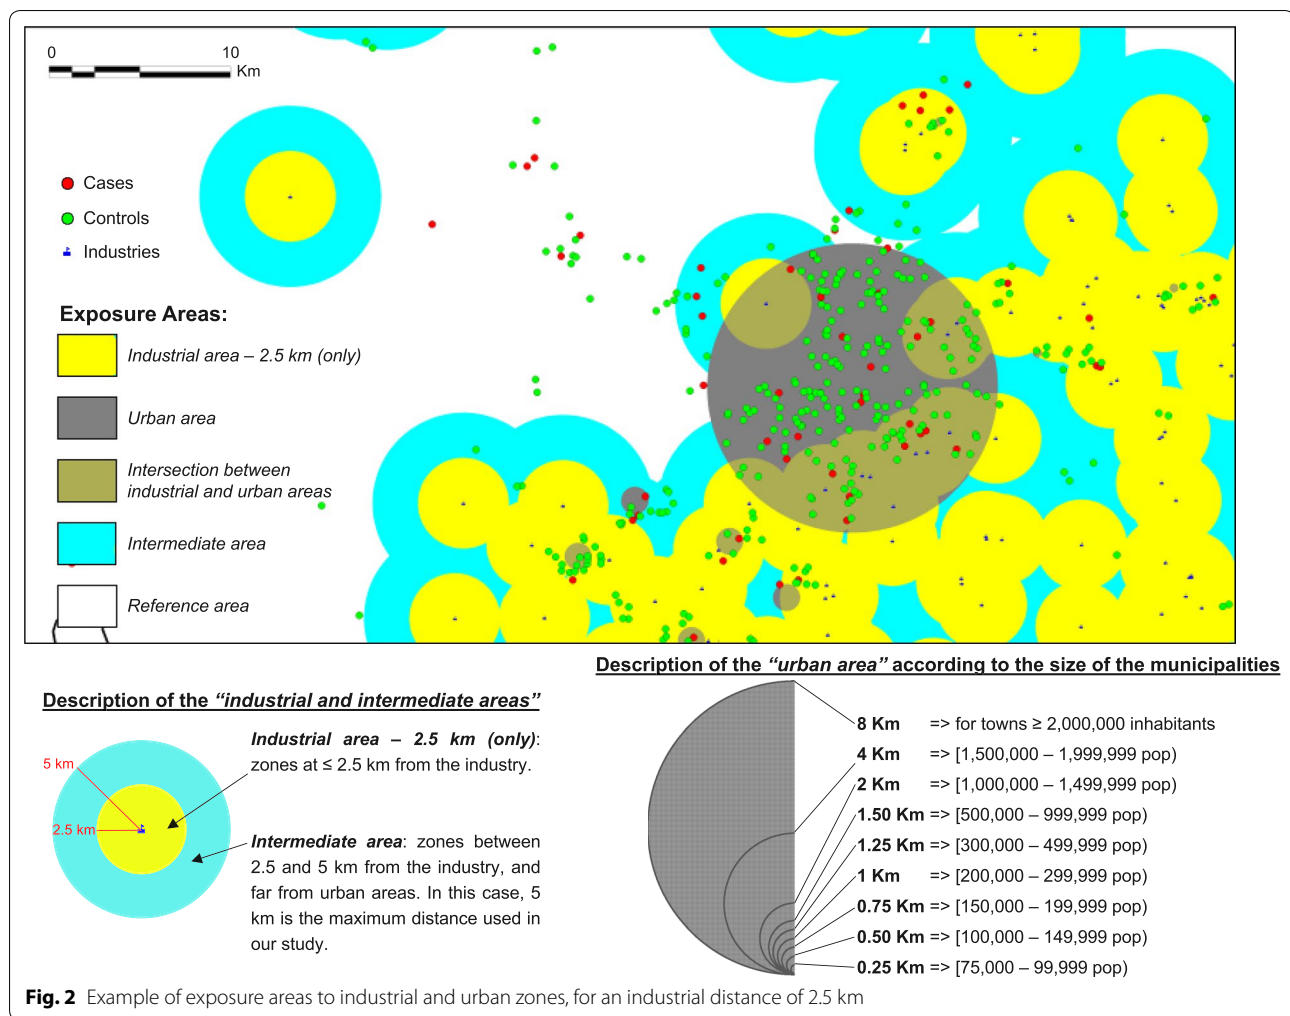 0 10
Km
Cases
Controls
Industries
Exposure Areas:
Industrial area – 2.5 km (only)
Urban area
Intersection between
industrial and urban areas
Intermediate area
Reference area
Description of the “industrial and intermediate areas”
5 km
2.5 km
Industrial area – 2.5 km (only):
zones at ≤ 2.5 km from the industry.
Intermediate area: zones between
2.5 and 5 km from the industry, and
far from urban areas. In this case, 5
km is the maximum distance used in
our study.
Description of the “urban area” according to the size of the municipalities
8 Km => for towns ≥ 2,000,000 inhabitants
4 Km => [1,500,000 – 1,999,999 pop)
2 Km => [1,000,000 – 1,499,999 pop)
1.50 Km => [500,000 – 999,999 pop)
1.25 Km => [300,000 – 499,999 pop)
1 Km => [200,000 – 299,999 pop)
0.75 Km => [150,000 – 199,999 pop)
0.50 Km => [100,000 – 149,999 pop)
0.25 Km => [75,000 – 99,999 pop)
Fig. 2 Example of exposure areas to industrial and urban zones, for an industrial distance of 2.5 km